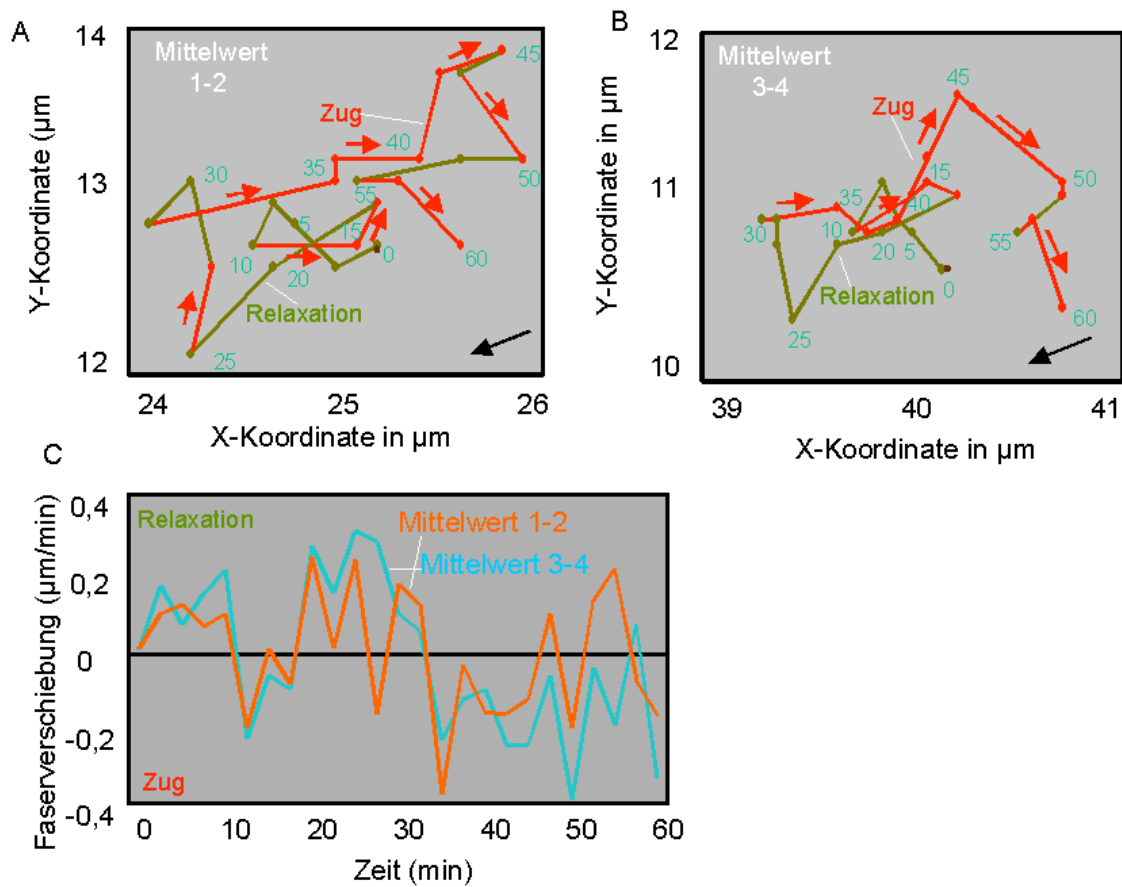 A
14
13
12
Y-Koordinate (µm
Mittelwert
1-2
Zug
Relaxation
45
40
35
30
50
55
5
15
0
10
20
60
25
24
25
26
X-Koordinate in µm
B
12
11
10
Y-Koordinate in µm
Mittelwert
3-4
Zug
Relaxation
45
15
50
35
40
30
10
20
5
55
0
25
60
39
40
41
X-Koordinate in µm
C
0,4
0,2
0
-0,2
-0,4
Faserverschiebung (µm/min)
Relaxation
Mittelwert 1-2
Mittelwert 3-4
Zug
0
10
20
30
40
50
60
Zeit (min)